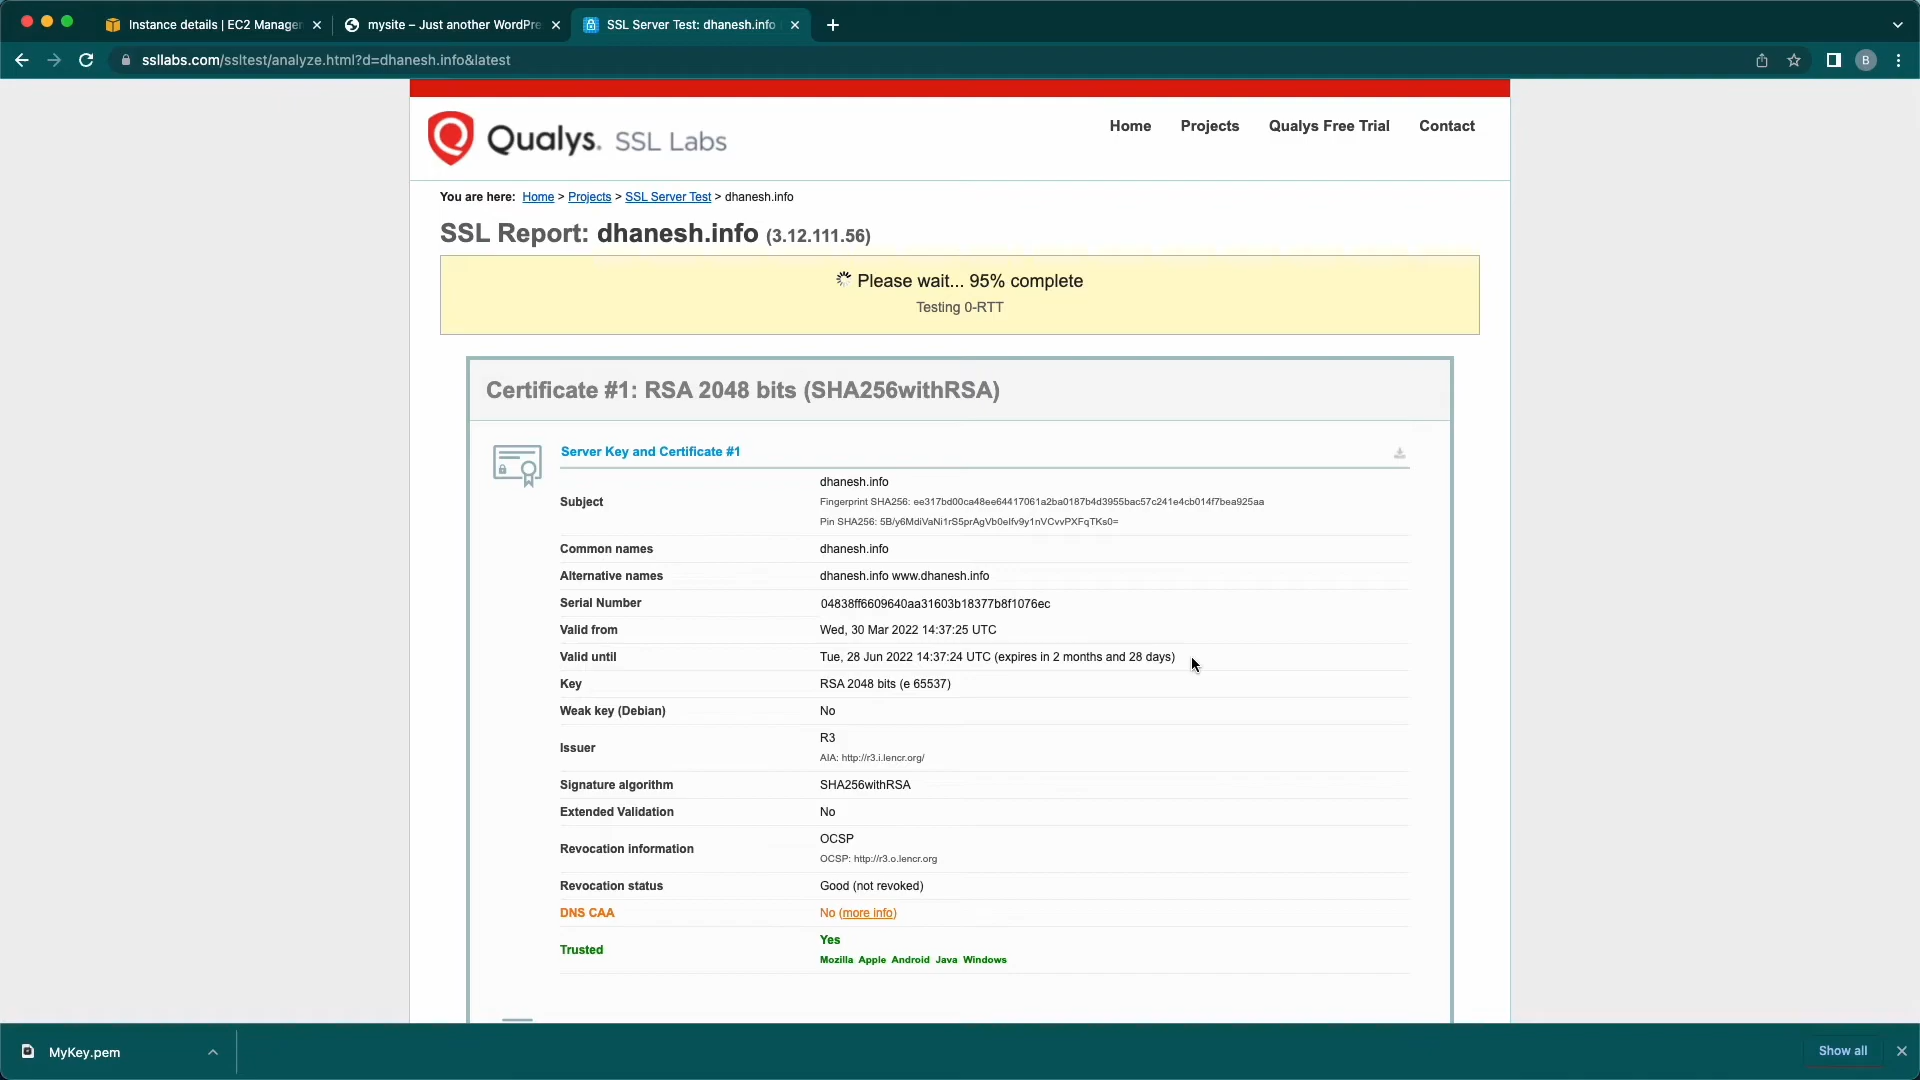 Instance details | EC2 Manager
mysite – Just another WordPre
SSL Server Test: dhanesh.info
ssllabs.com/ssltest/analyze.html?d=dhanesh.info&latest
B
Qualys. SSL Labs
Home Projects Qualys Free Trial Contact
You are here: Home > Projects > SSL Server Test > dhanesh.info
SSL Report: dhanesh.info (3.12.111.56)
Please wait... 95% complete
Testing 0-RTT
Certificate #1: RSA 2048 bits (SHA256withRSA)
Server Key and Certificate #1
Subject
dhanesh.info
Fingerprint SHA256: ee317bd00ca48ee64417061a2ba0187b4d3955bac57c241e4cb014f7bea925aa
Pin SHA256: 5B/y6MdiVaNi1rS5prAgVb0eIfv9y1nVCvvPXFqTKs0=
Common names dhanesh.info
Alternative names dhanesh.info www.dhanesh.info
Serial Number 04838ff6609640aa31603b18377b8f1076ec
Valid from Wed, 30 Mar 2022 14:37:25 UTC
Valid until Tue, 28 Jun 2022 14:37:24 UTC (expires in 2 months and 28 days)
Key RSA 2048 bits (e 65537)
Weak key (Debian) No
Issuer
R3
AIA: http://r3.i.lencr.org/
Signature algorithm SHA256withRSA
Extended Validation No
Revocation information
OCSP
OCSP: http://r3.o.lencr.org
Revocation status Good (not revoked)
DNS CAA No (more info)
Trusted
Yes
Mozilla Apple Android Java Windows
MyKey.pem
Show all